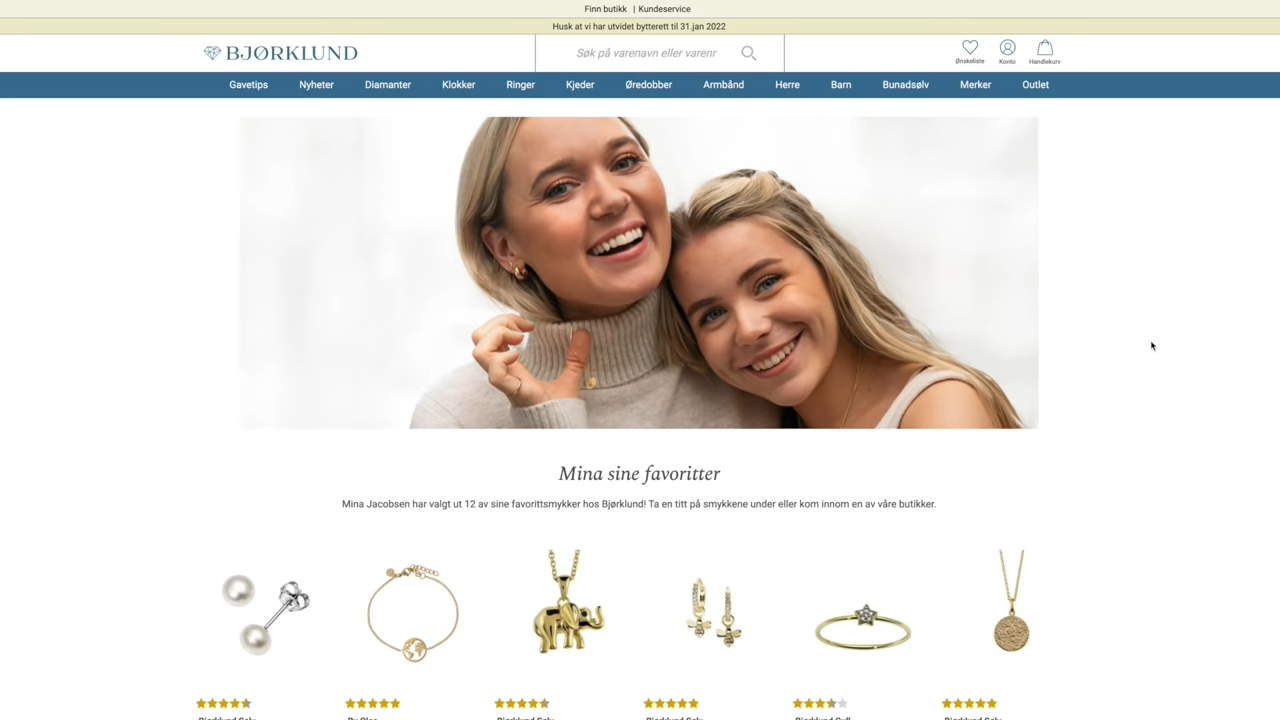 Finn butikk | Kundeservice
Husk at vi har utvidet bytterett til 31.jan 2022
BJØRKLUND
Søk på varenavn eller varenr
Ønskeliste Konto Handlekurv
Gavetips Nyheter Diamanter Klokker Ringer Kjeder Øredobber Armbånd Herre Barn Bunadsølv Merker Outlet
Mina sine favoritter
Mina Jacobsen har valgt ut 12 av sine favorittsmykker hos Bjørklund! Ta en titt på smykkene under eller kom innom en av våre butikker.